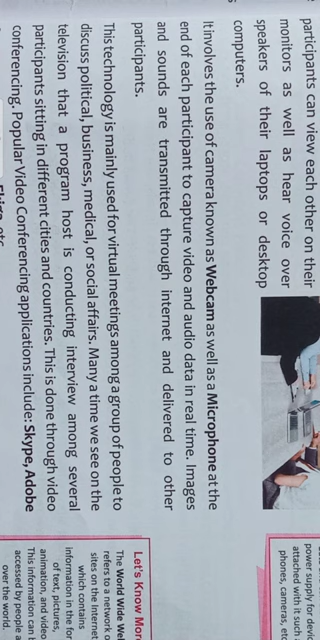 participants can view each other on their
monitors as well as hear voice over
speakers of their laptops or desktop
computers.
It involves the use of camera known as Webcam as well as a Microphone at the
end of each participant to capture video and audio data in real time. Images
and sounds are transmitted through internet and delivered to other
participants.
This technology is mainly used for virtual meetings among a group of people to
discuss political, business, medical, or social affairs. Many a time we see on the
television that a program host is conducting interview among several
participants sitting in different cities and countries. This is done through video
conferencing. Popular Video Conferencing applications include: Skype, Adobe
etc.
power supply for
attached with it such
phones, cameras, etc
Let's Know
The World Wide
refers to a network
sites on the Internet
which contains
information in the
of text, pictures,
animation, and video
This information can
accessed by people
over the world.